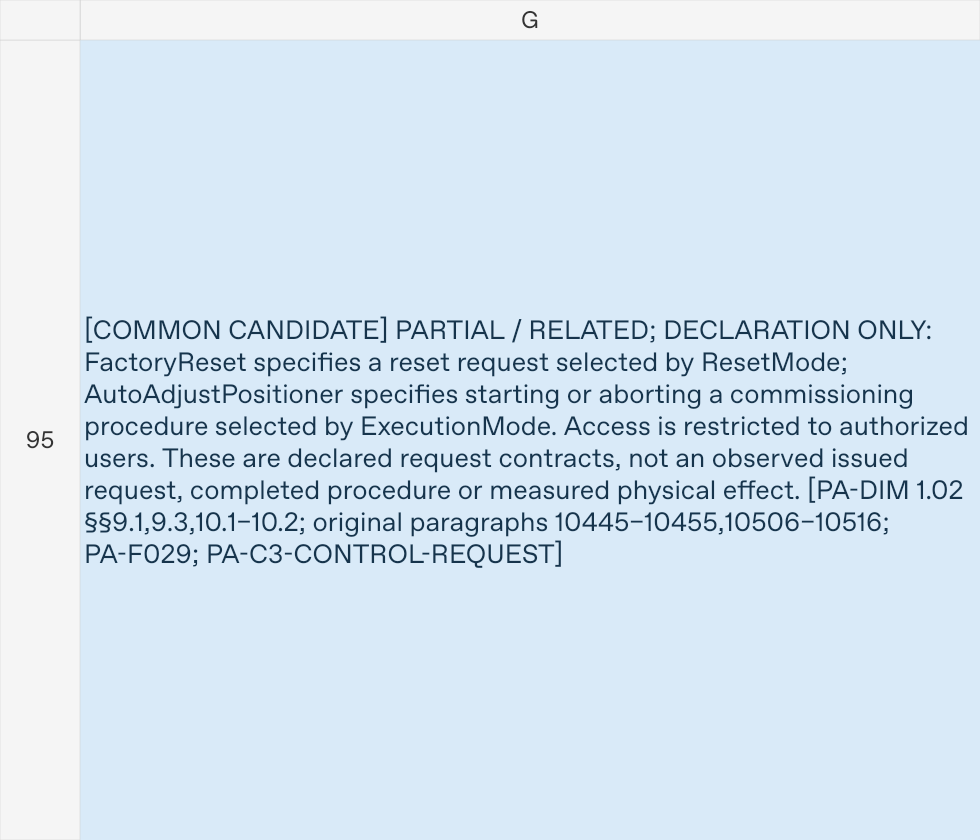 G
95
[COMMON CANDIDATE] PARTIAL / RELATED; DECLARATION ONLY:
FactoryReset specifies a reset request selected by ResetMode;
AutoAdjustPositioner specifies starting or aborting a commissioning
procedure selected by ExecutionMode. Access is restricted to authorized
users. These are declared request contracts, not an observed issued
request, completed procedure or measured physical effect. [PA-DIM 1.02
§§9.1,9.3,10.1–10.2; original paragraphs 10445–10455,10506–10516;
PA-F029; PA-C3-CONTROL-REQUEST]